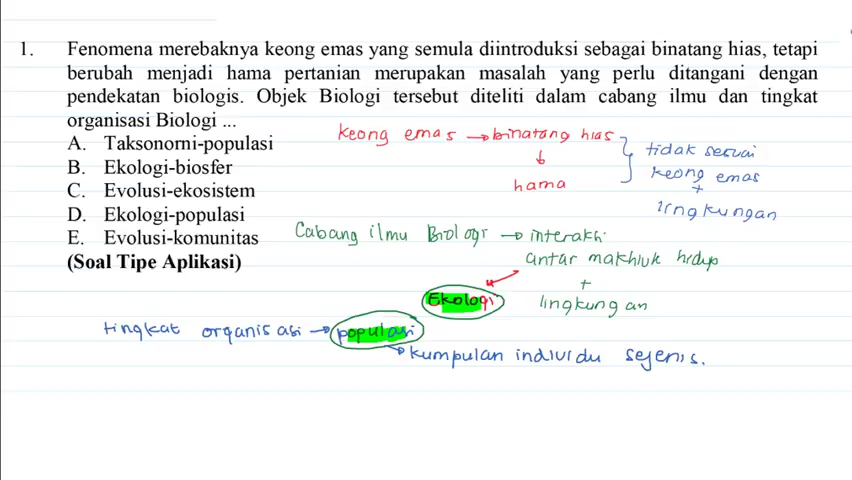 1. Fenomena merebaknya keong emas yang semula diintroduksi sebagai binatang hias, tetapi
berubah menjadi hama pertanian merupakan masalah yang perlu ditangani dengan
pendekatan biologis. Objek Biologi tersebut diteliti dalam cabang ilmu dan tingkat
organisasi Biologi ...
A. Taksonomi-populasi
B. Ekologi-biosfer
C. Evolusi-ekosistem
D. Ekologi-populasi
E. Evolusi-komunitas
(Soal Tipe Aplikasi)
keong emas → binatang hias
↓
hama
tidak sesuai
keong emas
+
lingkungan
Cabang ilmu Biologi → interaksi
antar makhluk hidup
+
lingkungan
Ekologi
tingkat organisasi → populasi
→ kumpulan individu sejenis.